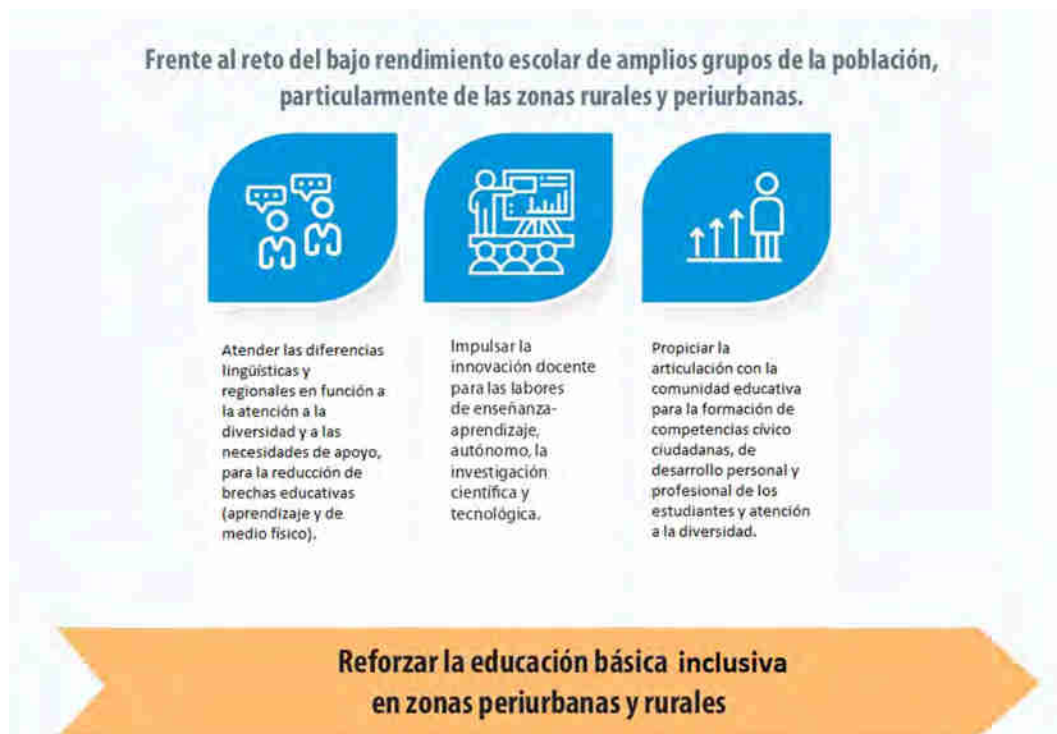 Frente al reto del bajo rendimiento escolar de amplios grupos de la población,
particularmente de las zonas rurales y periurbanas.
Atender las diferencias
lingüísticas y
regionales en función a
la atención a la
diversidad y a las
necesidades de apoyo,
para la reducción de
brechas educativas
(aprendizaje y de
medio físico).
Impulsar la
innovación docente
para las labores
de enseñanza-
aprendizaje,
autónomo, la
investigación
científica y
tecnológica.
Propiciar la
articulación con la
comunidad educativa
para la formación de
competencias cívico
ciudadanas, de
desarrollo personal y
profesional de los
estudiantes y atención
a la diversidad.
Reforzar la educación básica inclusiva
en zonas periurbanas y rurales